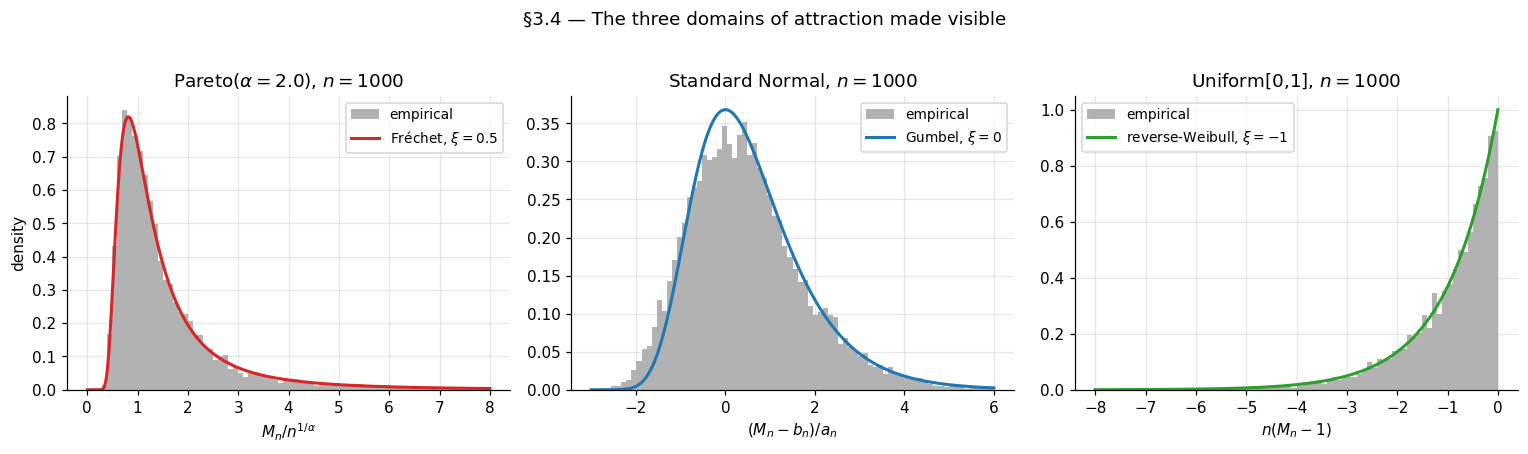 §3.4 — The three domains of attraction made visible
Pareto(α = 2.0), n = 1000
density
0.8
0.7
0.6
0.5
0.4
0.3
0.2
0.1
0.0
empirical
Fréchet, ξ = 0.5
0 1 2 3 4 5 6 7 8
Mₙ/n^{1/α}
Standard Normal, n = 1000
0.35
0.30
0.25
0.20
0.15
0.10
0.05
0.00
empirical
Gumbel, ξ = 0
−2 0 2 4 6
(Mₙ − bₙ)/aₙ
Uniform[0,1], n = 1000
1.0
0.8
0.6
0.4
0.2
0.0
empirical
reverse-Weibull, ξ = −1
−8 −7 −6 −5 −4 −3 −2 −1 0
n(Mₙ − 1)